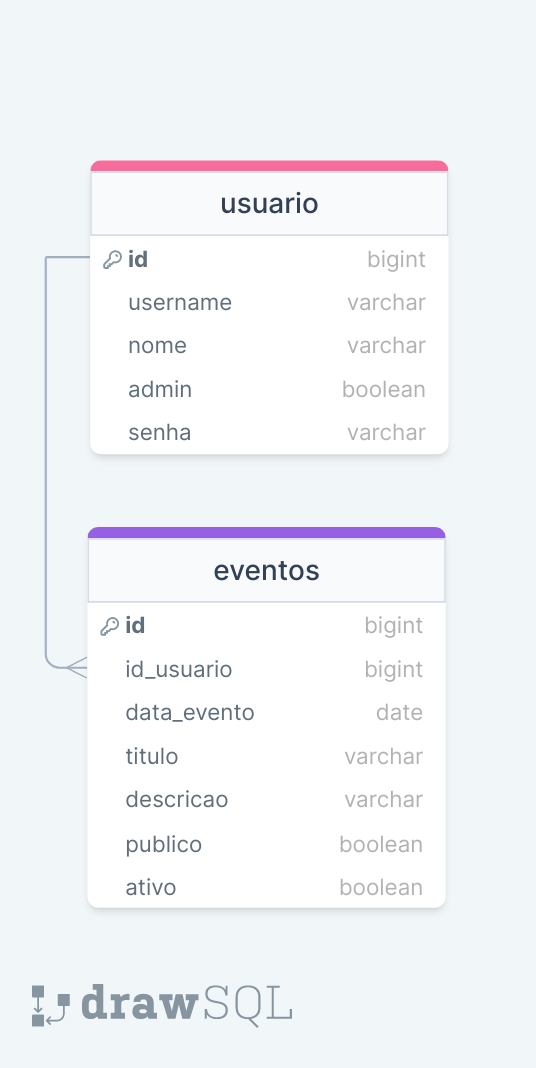 usuario
id bigint
username varchar
nome varchar
admin boolean
senha varchar
eventos
id bigint
id_usuario bigint
data_evento date
titulo varchar
descricao varchar
publico boolean
ativo boolean
drawSQL